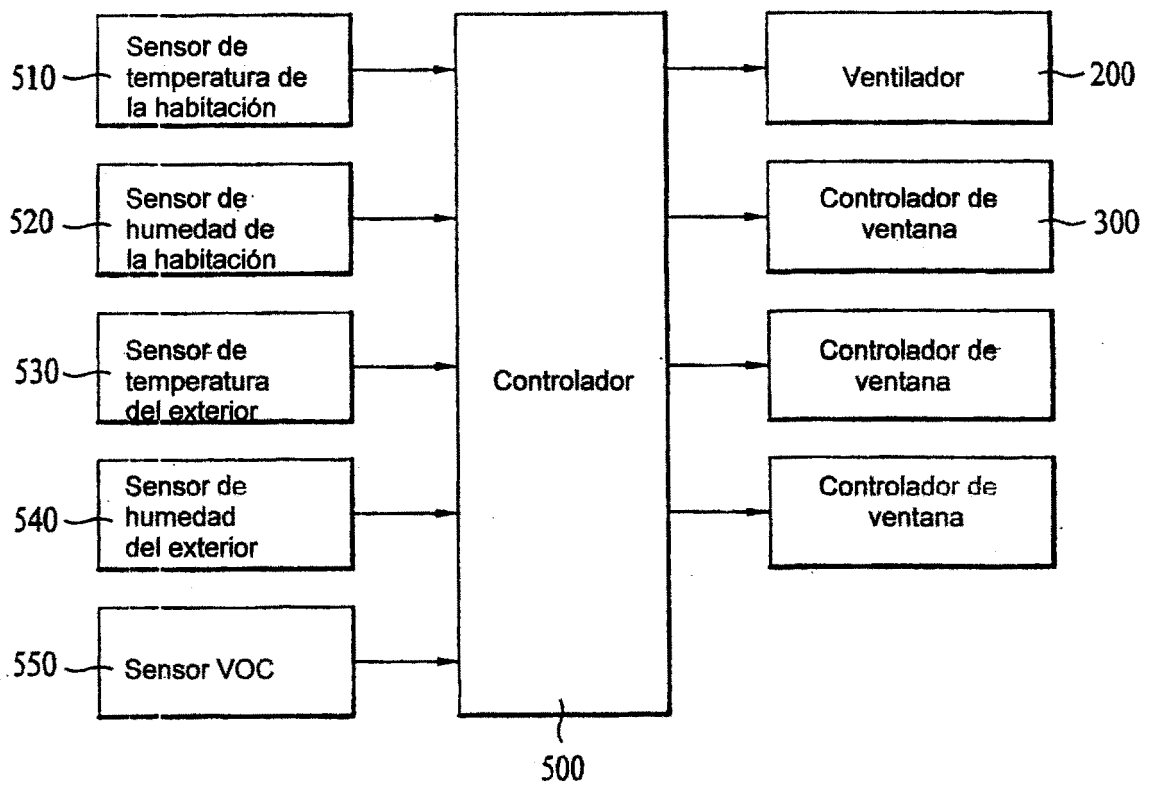 510
Sensor de
temperatura de
la habitación
520
Sensor de
humedad de
la habitación
530
Sensor de
temperatura
del exterior
540
Sensor de
humedad
del exterior
550
Sensor VOC
Controlador
500
Ventilador
200
Controlador de
ventana
300
Controlador de
ventana
Controlador de
ventana